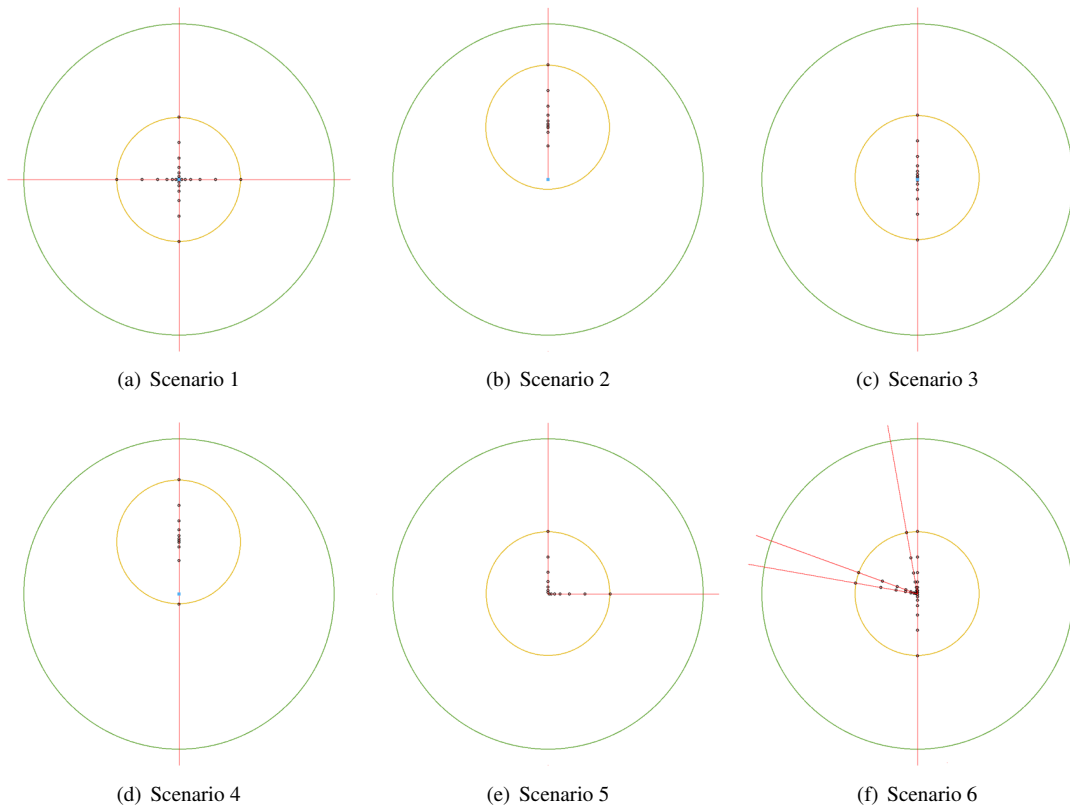 (a) Scenario 1
(b) Scenario 2
(c) Scenario 3
(d) Scenario 4
(e) Scenario 5
(f) Scenario 6